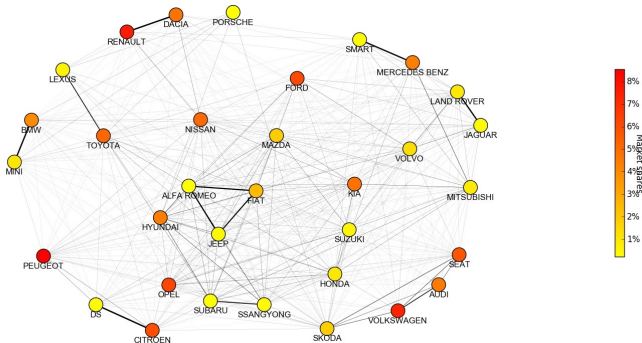 DACIA
PORSCHE
RENAULT
SMART
MERCEDES BENZ
LEXUS
FORD
LAND ROVER
BMW
TOYOTA
NISSAN
MAZDA
JAGUAR
VOLVO
MINI
ALFA ROMEO
FIAT
KIA
MITSUBISHI
HYUNDAI
JEEP
SUZUKI
PEUGEOT
SEAT
OPEL
HONDA
AUDI
DS
SUBARU
SSANGYONG
VOLKSWAGEN
CITROEN
SKODA
8%
7%
6%
5%
4%
3%
2%
1%
Market spares